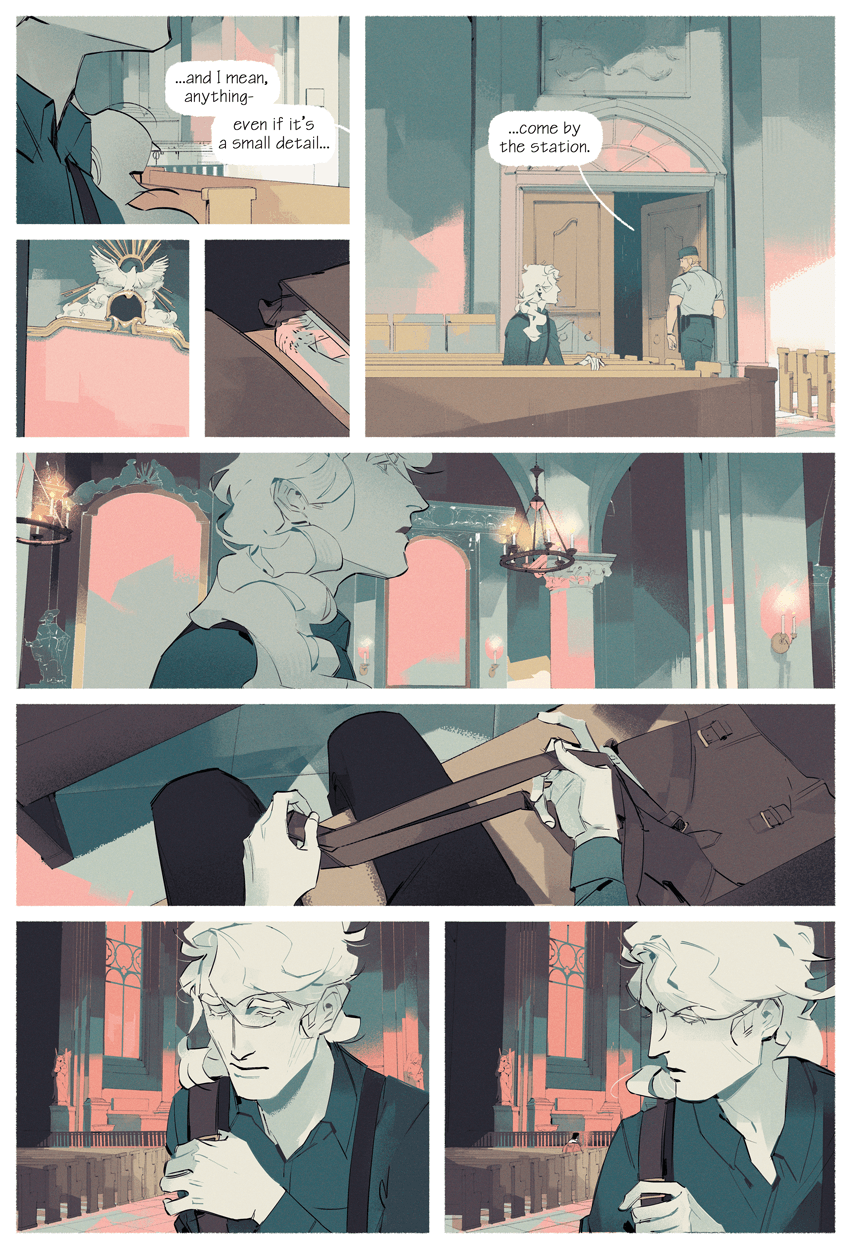 ...and I mean,
anything-
even if it's
a small detail...
...come by
the station.